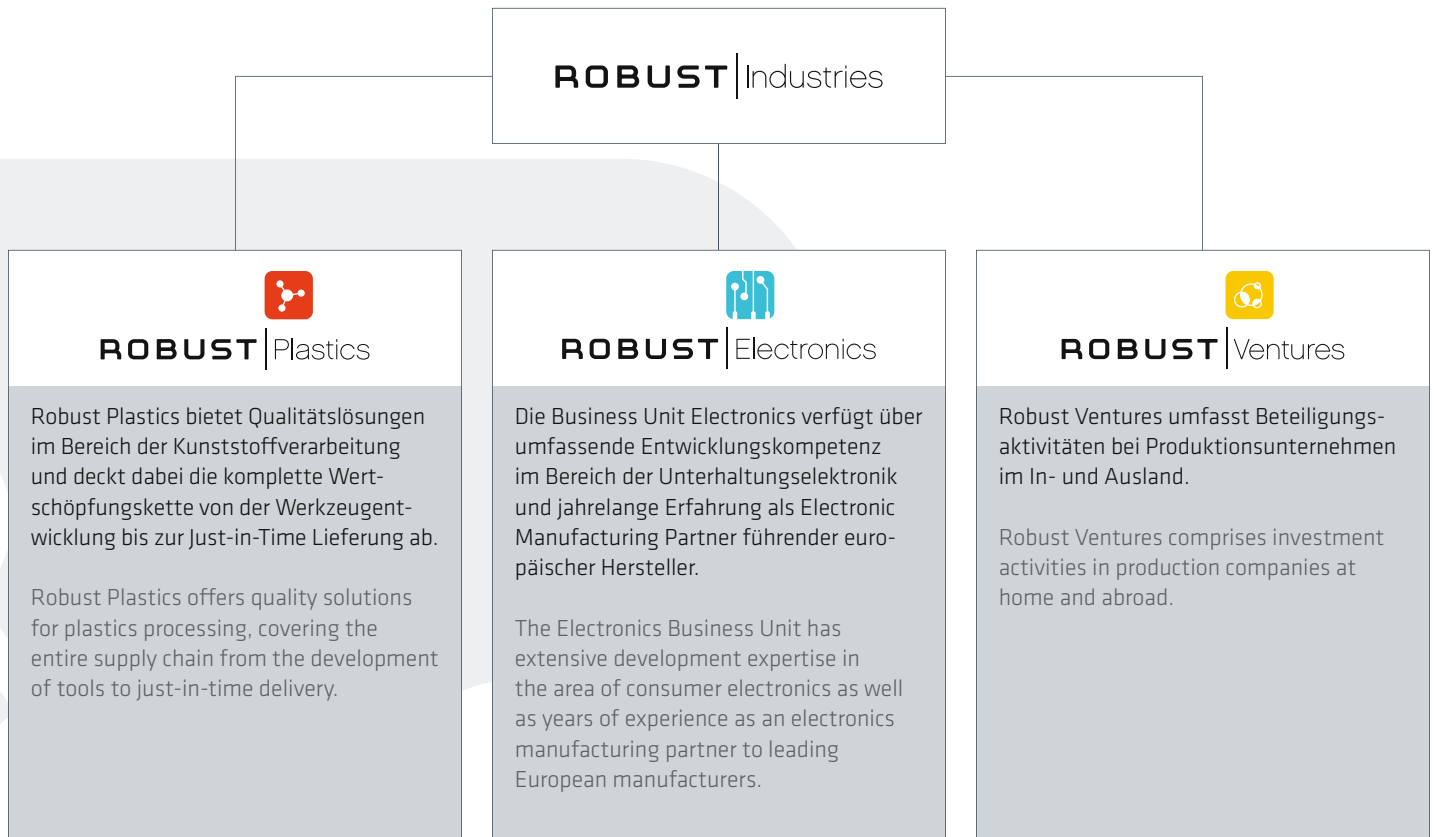 ROBUST Industries
ROBUST Plastics
Robust Plastics bietet Qualitätslösungen
im Bereich der Kunststoffverarbeitung
und deckt dabei die komplette Wert-
schöpfungskette von der Werkzeugent-
wicklung bis zur Just-in-Time Lieferung ab.
Robust Plastics offers quality solutions
for plastics processing, covering the
entire supply chain from the development
of tools to just-in-time delivery.
ROBUST Electronics
Die Business Unit Electronics verfügt über
umfassende Entwicklungskompetenz
im Bereich der Unterhaltungselektronik
und jahrelange Erfahrung als Electronic
Manufacturing Partner führender euro-
päischer Hersteller.
The Electronics Business Unit has
extensive development expertise in
the area of consumer electronics as well
as years of experience as an electronics
manufacturing partner to leading
European manufacturers.
ROBUST Ventures
Robust Ventures umfasst Beteiligungs-
aktivitäten bei Produktionsunternehmen
im In- und Ausland.
Robust Ventures comprises investment
activities in production companies at
home and abroad.